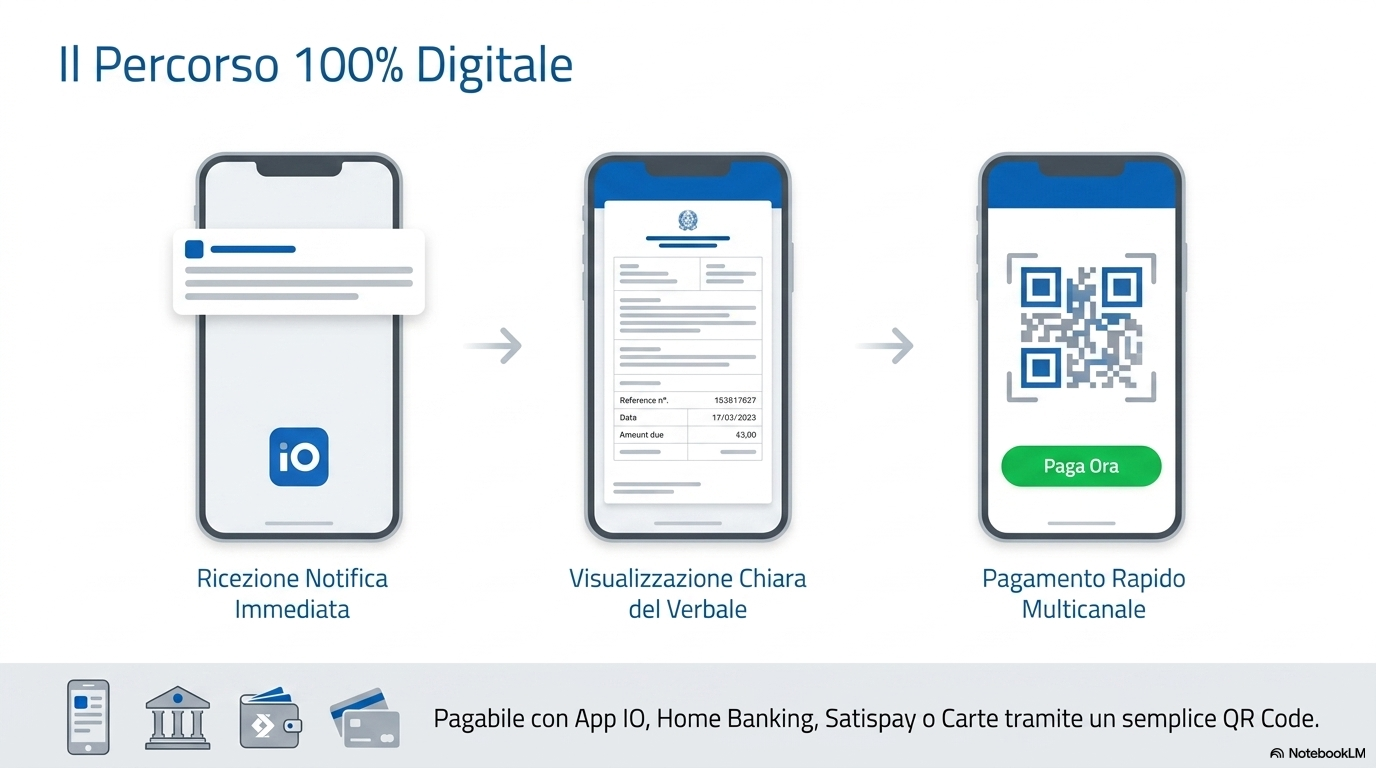 Il Percorso 100% Digitale
iO
Reference n°. 153817627
Data 17/03/2023
Ameunt due 43,00
Paga Ora
Ricezione Notifica
Immediata
Visualizzazione Chiara
del Verbale
Pagamento Rapido
Multicanale
Pagabile con App IO, Home Banking, Satispay o Carte tramite un semplice QR Code.
NotebookLM